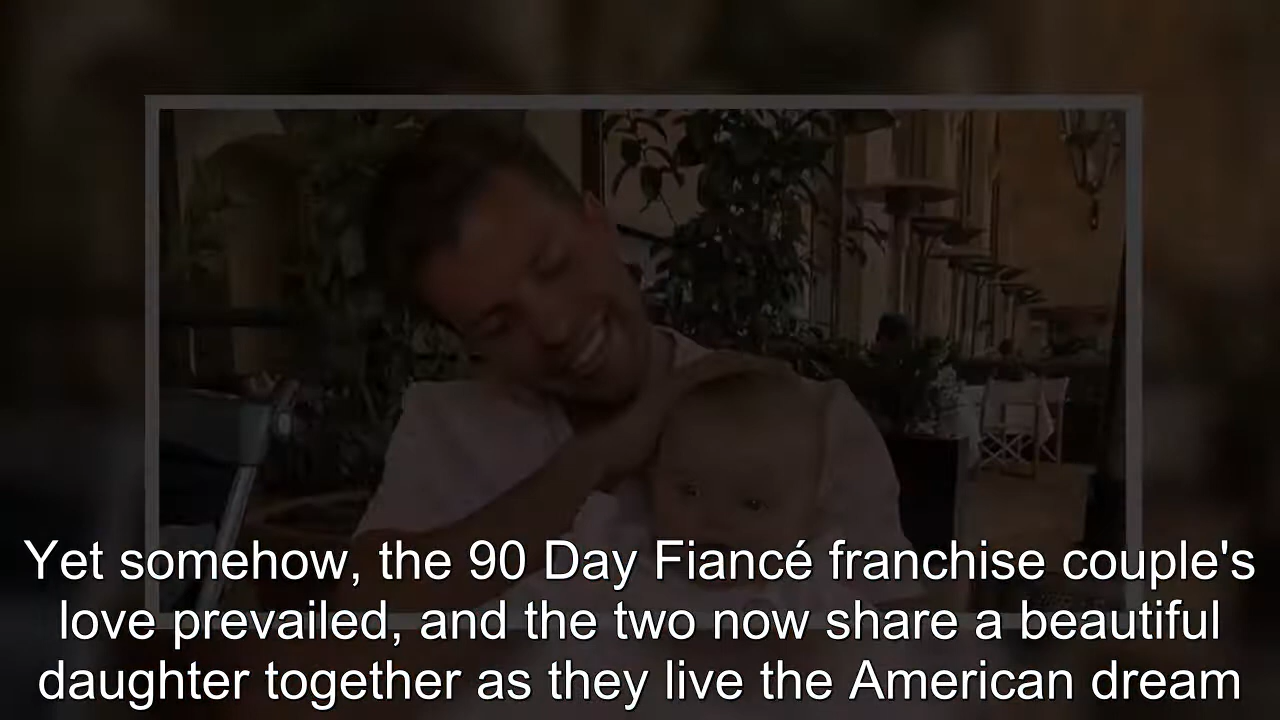 Yet somehow, the 90 Day Fiancé franchise couple's
love prevailed, and the two now share a beautiful
daughter together as they live the American dream